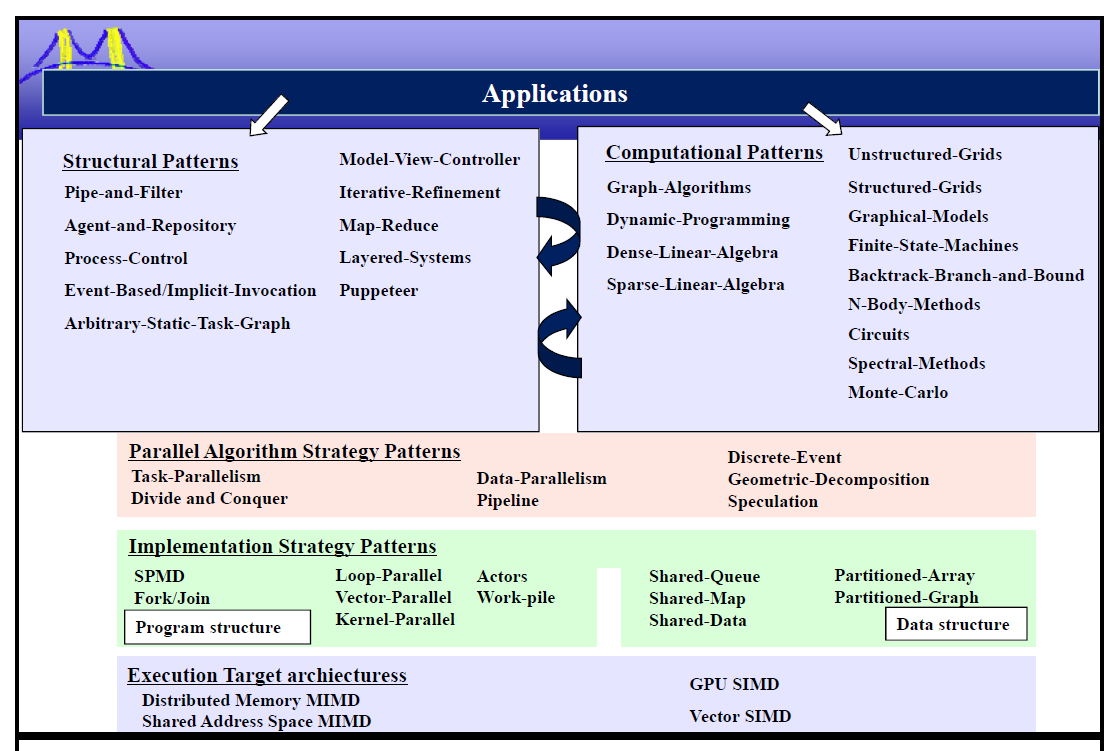 Applications
Structural Patterns
Pipe-and-Filter
Agent-and-Repository
Process-Control
Event-Based/Implicit-Invocation
Arbitrary-Static-Task-Graph
Model-View-Controller
Iterative-Refinement
Map-Reduce
Layered-Systems
Puppeteer
Computational Patterns
Graph-Algorithms
Dynamic-Programming
Dense-Linear-Algebra
Sparse-Linear-Algebra
Unstructured-Grids
Structured-Grids
Graphical-Models
Finite-State-Machines
Backtrack-Branch-and-Bound
N-Body-Methods
Circuits
Spectral-Methods
Monte-Carlo
Parallel Algorithm Strategy Patterns
Task-Parallelism
Divide and Conquer
Data-Parallelism
Pipeline
Discrete-Event
Geometric-Decomposition
Speculation
Implementation Strategy Patterns
SPMD
Fork/Join
Program structure
Loop-Parallel
Vector-Parallel
Kernel-Parallel
Actors
Work-pile
Shared-Queue
Shared-Map
Shared-Data
Partitioned-Array
Partitioned-Graph
Data structure
Execution Target archiecturess
Distributed Memory MIMD
Shared Address Space MIMD
GPU SIMD
Vector SIMD